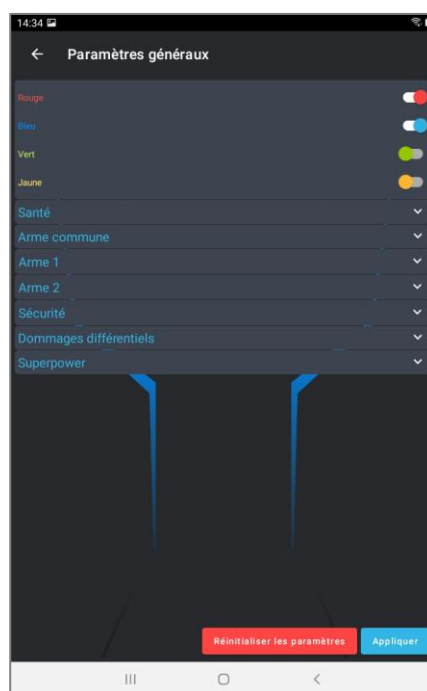 14:34
Paramètres généraux
Rouge
Bleu
Vert
Jaune
Santé
Arme commune
Arme 1
Arme 2
Sécurité
Dommages différentiels
Superpower
Réinitialiser les paramètres
Appliquer